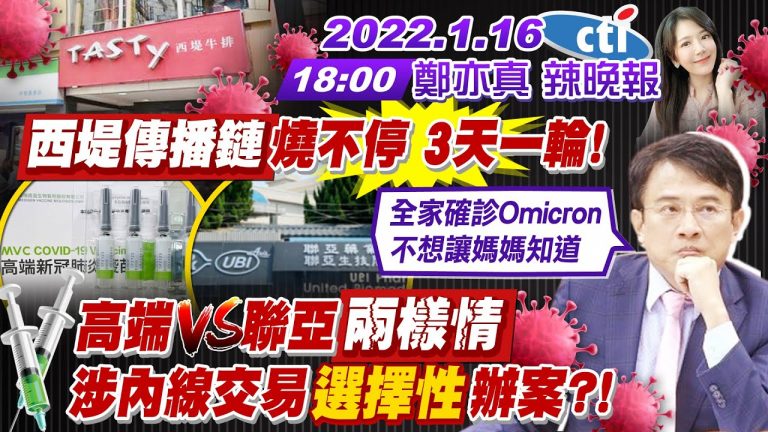 TASTy 西堤牛排
2022.1.16
cti
18:00 鄭亦真 辣晚報
西堤傳播鏈燒不停 3天一輪!
全家確診Omicron
不想讓媽媽知道
MVC COVID-19
高端新冠肺炎疫苗
UBI Asia
聯亞生技
高端VS聯亞兩樣情
涉內線交易選擇性辦案?!